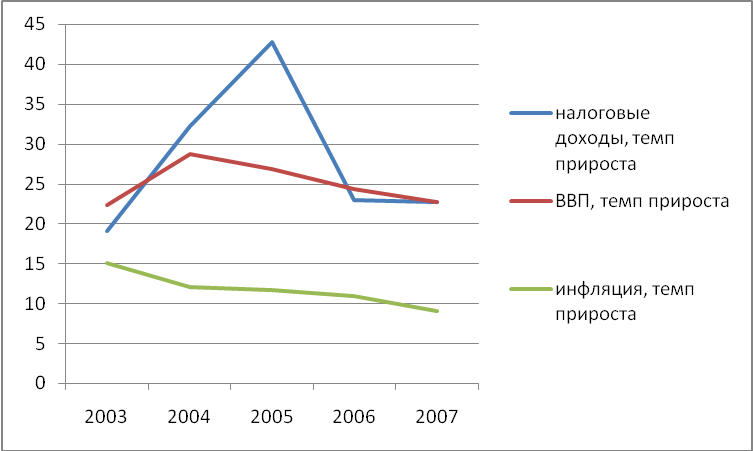 45
40
35
30
25
20
15
10
5
0
2003 2004 2005 2006 2007
налоговые
доходы, темп
прироста
ВВП, темп прироста
инфляция, темп
прироста